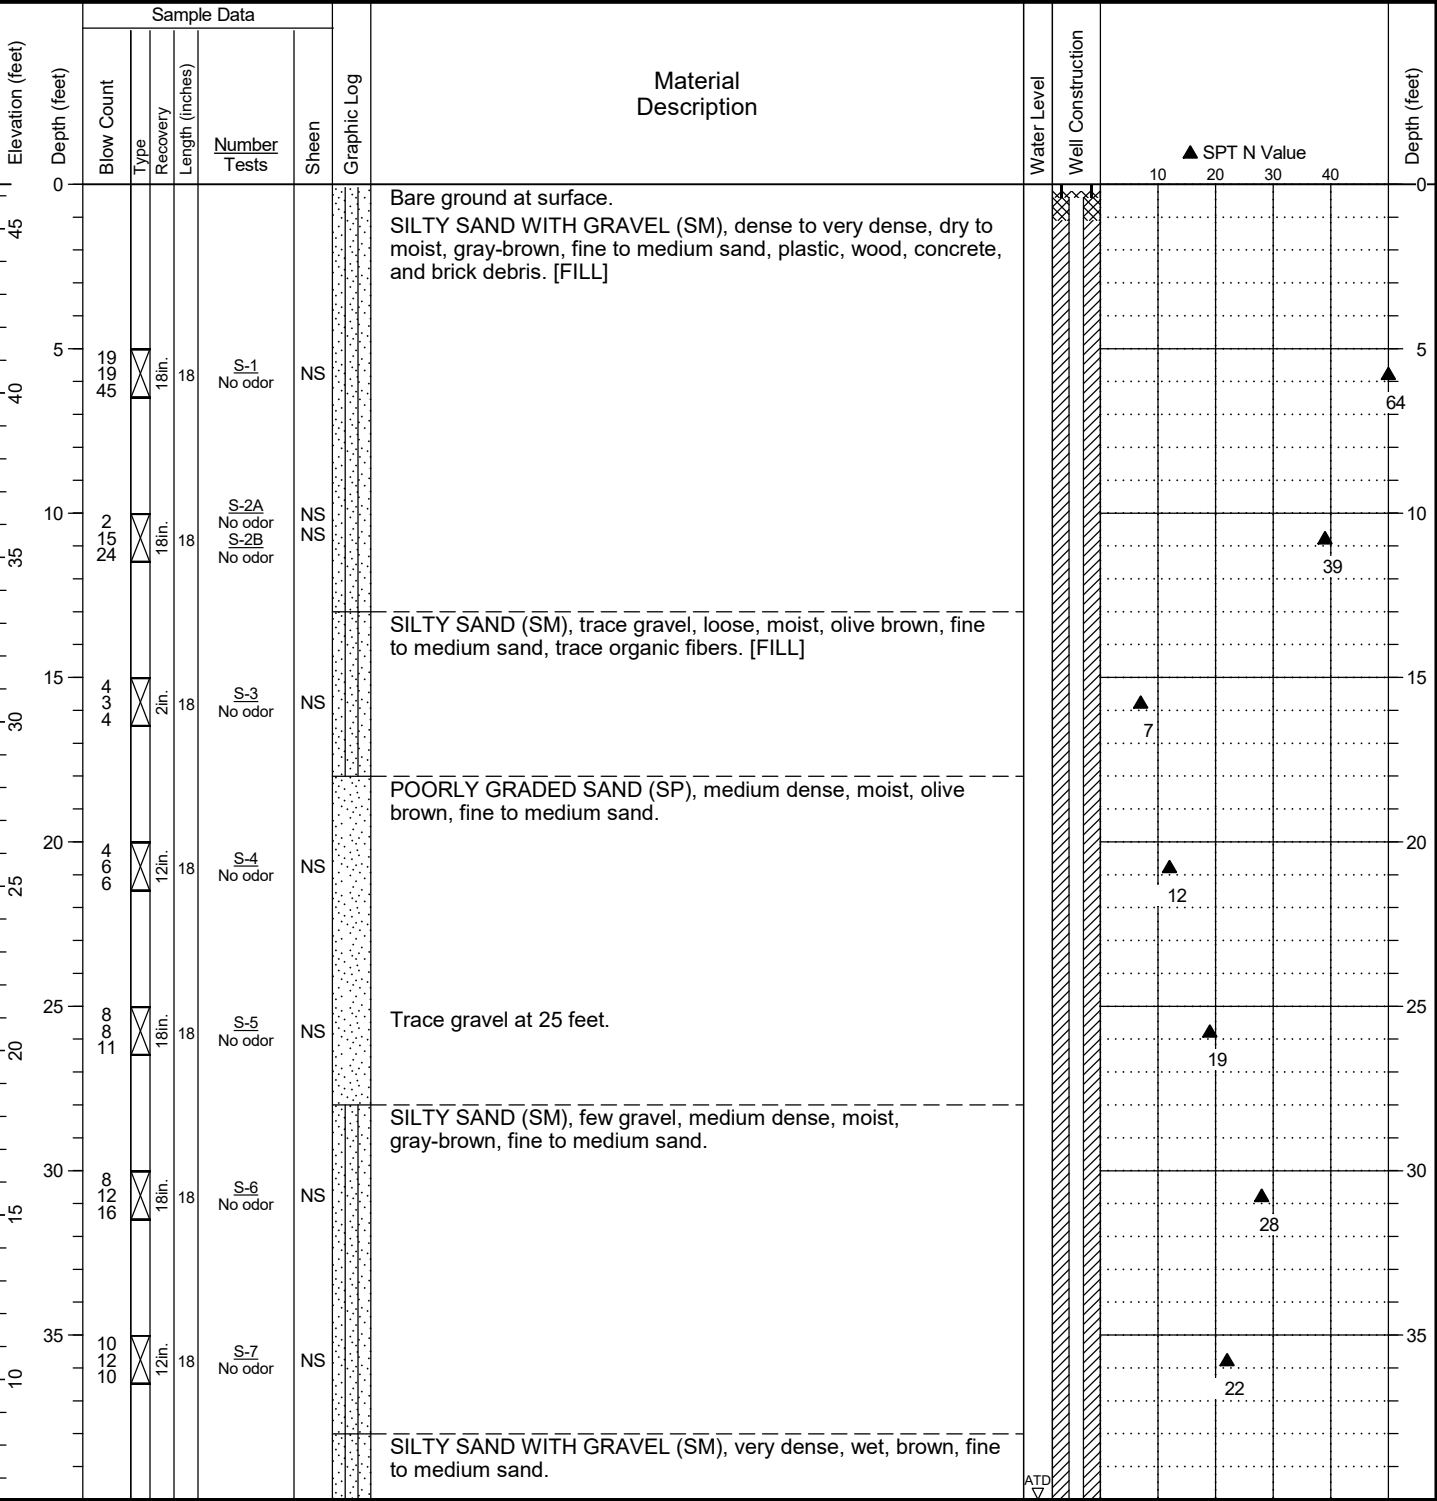 Sample Data
Elevation (feet)
Depth (feet)
Blow Count
Type
Recovery
Length (inches)
Number
Tests
Sheen
Graphic Log
Material
Description
Water Level
Well Construction
▲ SPT N Value
10 20 30 40
Depth (feet)
0
0
Bare ground at surface.
SILTY SAND WITH GRAVEL (SM), dense to very dense, dry to
moist, gray-brown, fine to medium sand, plastic, wood, concrete,
and brick debris. [FILL]
45
5
19
19
45
18in.
18
S-1
No odor
NS
5
64
40
10
2
15
24
18in.
18
S-2A
No odor
S-2B
No odor
NS
NS
10
39
35
SILTY SAND (SM), trace gravel, loose, moist, olive brown, fine
to medium sand, trace organic fibers. [FILL]
15
4
3
4
2in.
18
S-3
No odor
NS
15
7
30
POORLY GRADED SAND (SP), medium dense, moist, olive
brown, fine to medium sand.
20
4
6
6
12in.
18
S-4
No odor
NS
20
12
25
25
8
8
11
18in.
18
S-5
No odor
NS
Trace gravel at 25 feet.
25
19
20
SILTY SAND (SM), few gravel, medium dense, moist,
gray-brown, fine to medium sand.
30
8
12
16
18in.
18
S-6
No odor
NS
30
28
15
35
10
12
10
12in.
18
S-7
No odor
NS
35
22
10
SILTY SAND WITH GRAVEL (SM), very dense, wet, brown, fine
to medium sand.
ATD